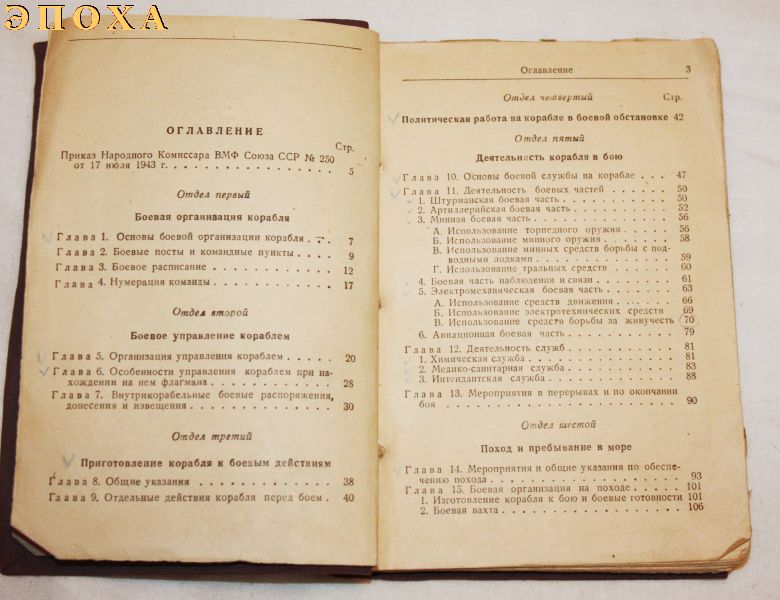 ЭПОХА
ОГЛАВЛЕНИЕ
Стр.
Приказ Народного Комиссара ВМФ Союза ССР № 250
от 17 июля 1943 г. . . . . . . . . . . . . . . 5
Отдел первый
Боевая организация корабля
Глава 1. Основы боевой организации корабля . . . 7
Глава 2. Боевые посты и командные пункты . . . . 9
Глава 3. Боевое расписание . . . . . . . . . . 12
Глава 4. Нумерация команды . . . . . . . . . . 17
Отдел второй
Боевое управление кораблем
Глава 5. Организация управления кораблем . . . . . 20
Глава 6. Особенности управления кораблем при на-
хождении на нем флагмана . . . . . . . . . . 28
Глава 7. Внутрикорабельные боевые распоряжения,
донесения и извещения . . . . . . . . . . . 30
Отдел третий
Приготовление корабля к боевым действиям
Глава 8. Общие указания . . . . . . . . . . . 38
Глава 9. Отдельные действия корабля перед боем . 40
Оглавление 3
Отдел четвертый Стр.
Политическая работа на корабле в боевой обстановке 42
Отдел пятый
Деятельность корабля в бою
Глава 10. Основы боевой службы на корабле . . . 47
Глава 11. Деятельность боевых частей . . . . . . 50
1. Штурманская боевая часть . . . . . . . . . . 50
2. Артиллерийская боевая часть . . . . . . . . . 52
3. Минная боевая часть . . . . . . . . . . . . 56
А. Использование торпедного оружия . . . . . 56
Б. Использование минного оружия . . . . . . 58
В. Использование минных средств борьбы с под-
водными лодками . . . . . . . . . . . . . 59
Г. Использование тральных средств . . . . . . 60
4. Боевая часть наблюдения и связи . . . . . . . 61
5. Электромеханическая боевая часть . . . . . . 63
А. Использование средств движения . . . . . 66
Б. Использование электротехнических средств 69
В. Использование средств борьбы за живучесть 70
6. Авиационная боевая часть . . . . . . . . . . 79
Глава 12. Деятельность служб . . . . . . . . . . 81
1. Химическая служба . . . . . . . . . . . . . 81
2. Медико-санитарная служба . . . . . . . . . . 83
3. Интендантская служба . . . . . . . . . . . . 88
Глава 13. Мероприятия в перерывах и по окончании
боя . . . . . . . . . . . . . . . . . . . . 90
Отдел шестой
Поход и пребывание в море
Глава 14. Мероприятия и общие указания по обеспе-
чению похода . . . . . . . . . . . . . . . 93
Глава 15. Боевая организация на походе . . . . . 101
1. Изготовление корабля к бою и боевые готовности 101
2. Боевая вахта . . . . . . . . . . . . . . . 106